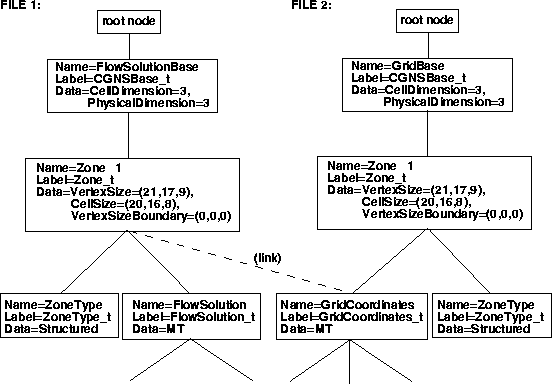 FILE 1:
root node
Name=FlowSolutionBase
Label=CGNSBase_t
Data=CellDimension=3,
PhysicalDimension=3
Name=Zone 1
Label=Zone_t
Data=VertexSize=(21,17,9),
CellSize=(20,16,8),
VertexSizeBoundary=(0,0,0)
Name=ZoneType
Label=ZoneType_t
Data=Structured
Name=FlowSolution
Label=FlowSolution_t
Data=MT
(link)
FILE 2:
root node
Name=GridBase
Label=CGNSBase_t
Data=CellDimension=3,
PhysicalDimension=3
Name=Zone 1
Label=Zone_t
Data=VertexSize=(21,17,9),
CellSize=(20,16,8),
VertexSizeBoundary=(0,0,0)
Name=GridCoordinates
Label=GridCoordinates_t
Data=MT
Name=ZoneType
Label=ZoneType_t
Data=Structured